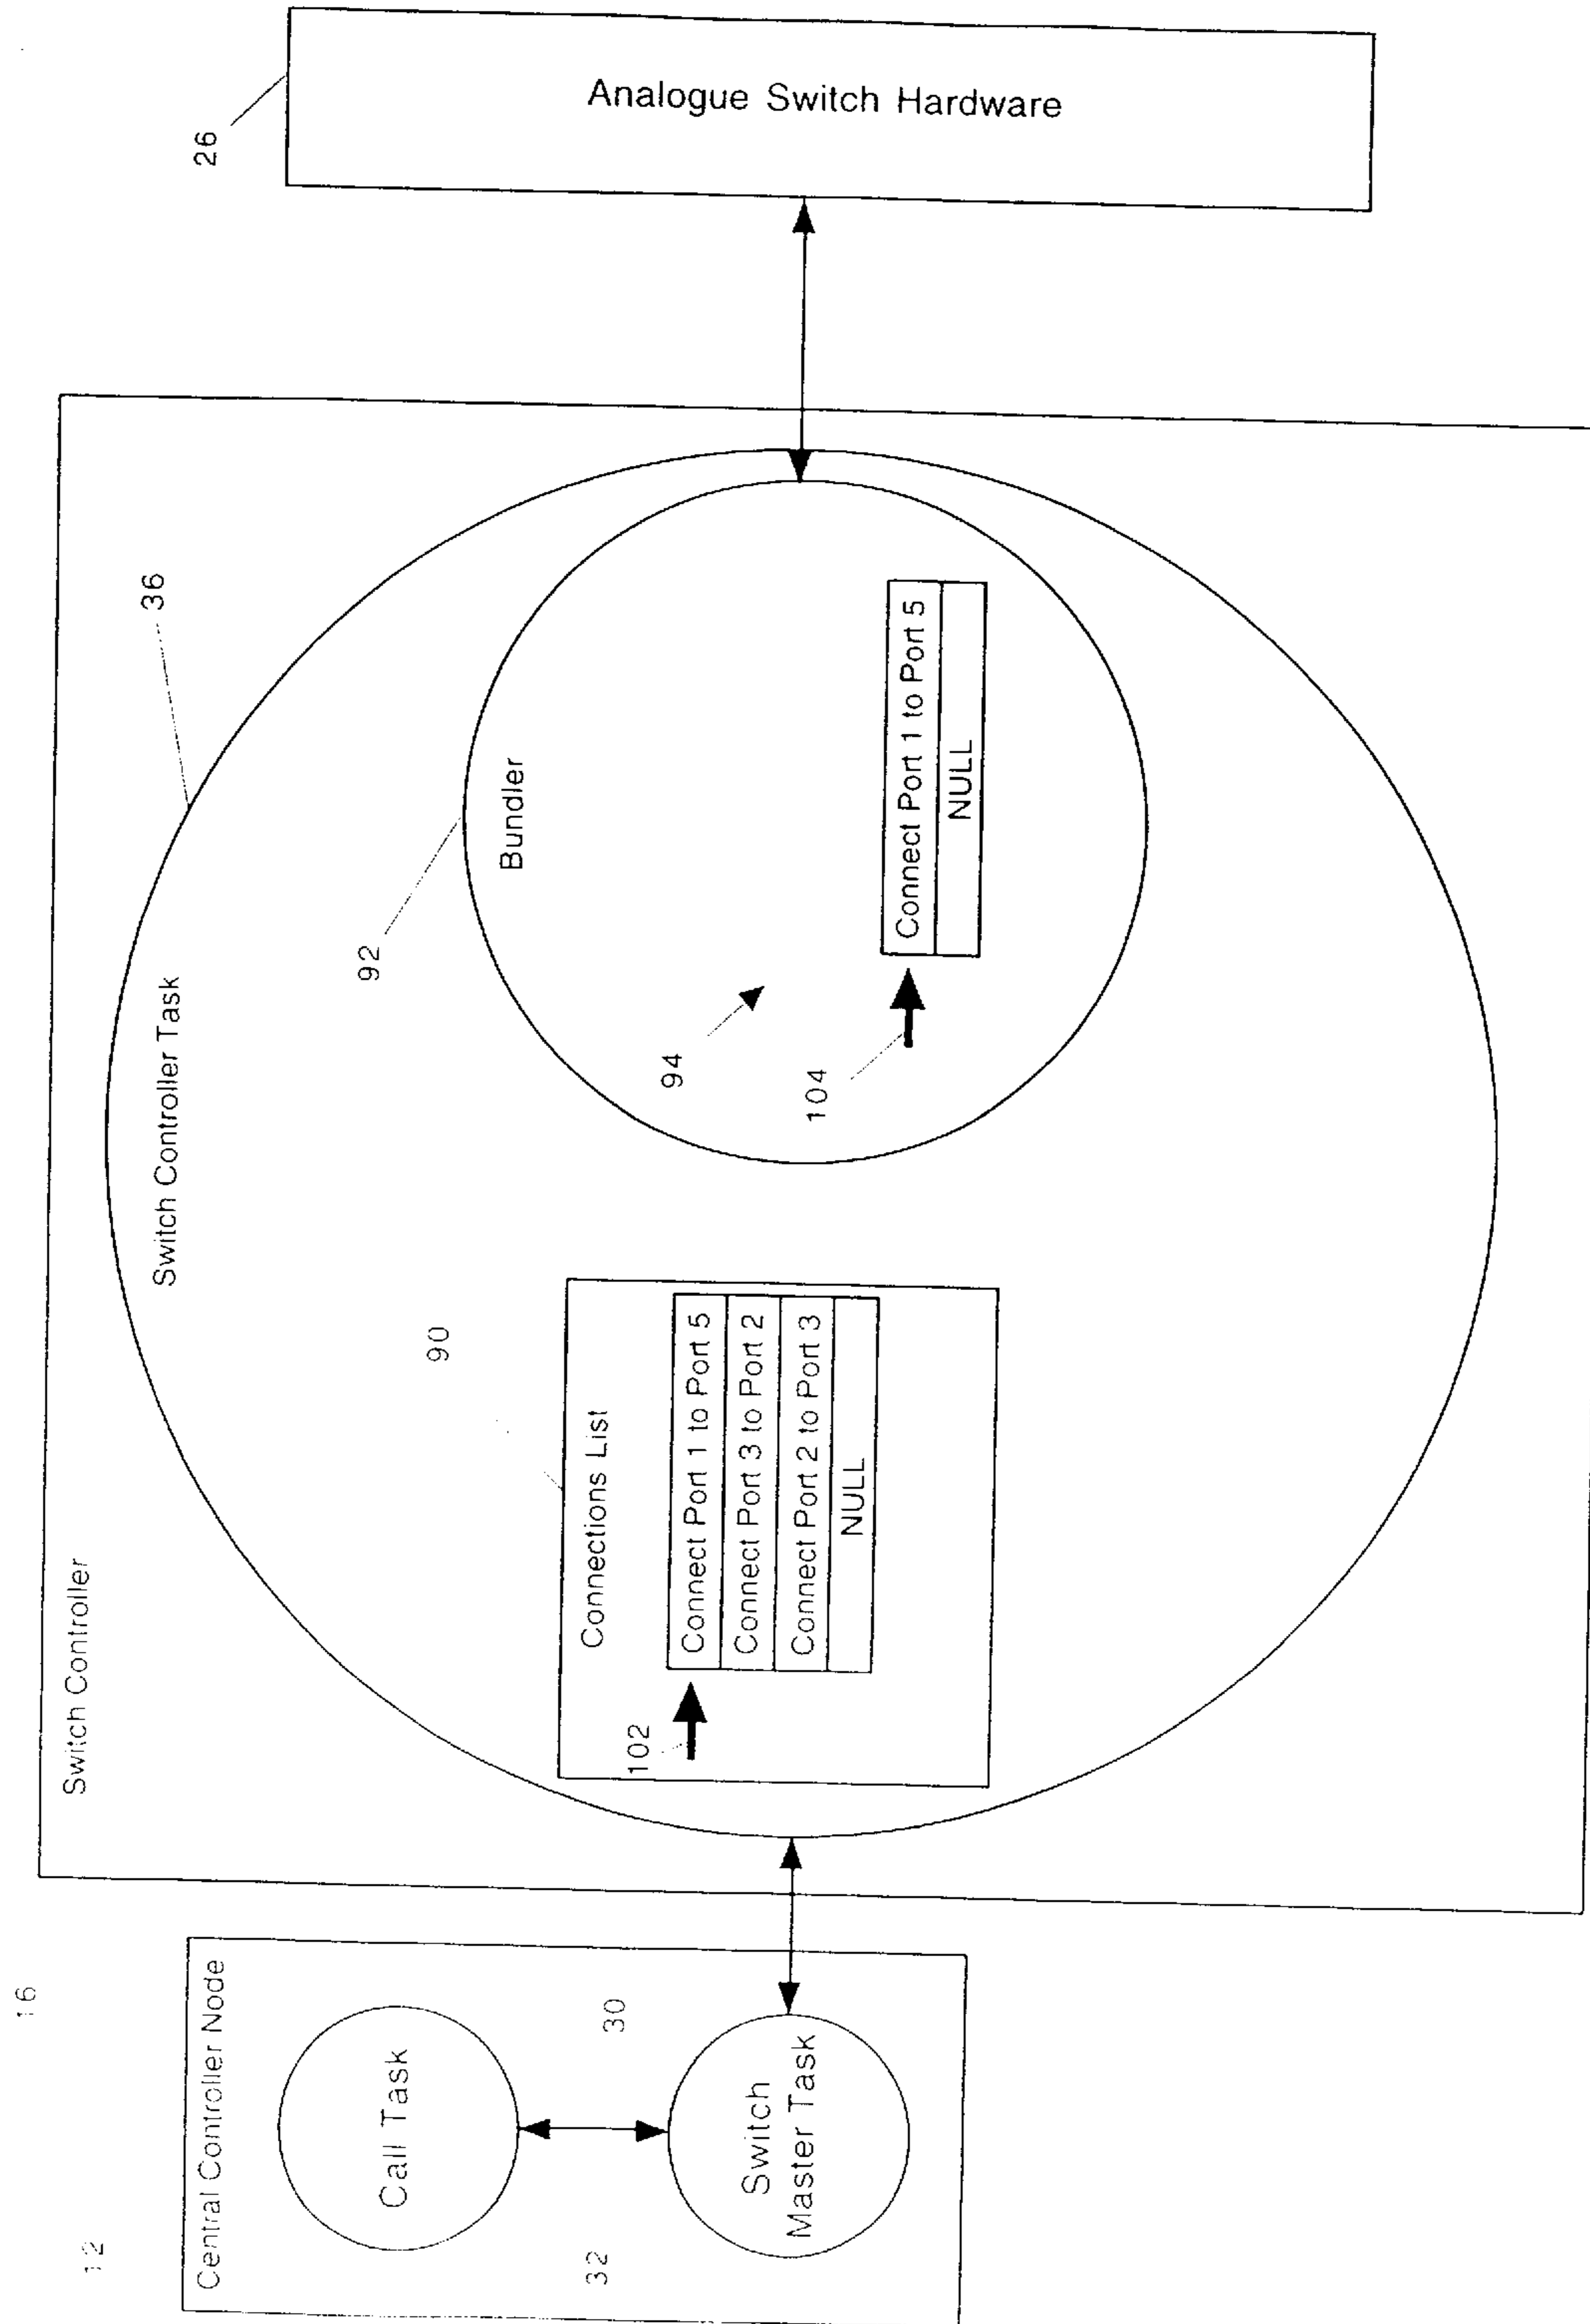 12
16
Central Controller Node
Call Task
30
32
Switch
Master Task
Switch Controller
Switch Controller Task
36
90
Connections List
102
Connect Port 1 to Port 5
Connect Port 3 to Port 2
Connect Port 2 to Port 3
NULL
92
Bundler
94
104
Connect Port 1 to Port 5
NULL
26
Analogue Switch Hardware